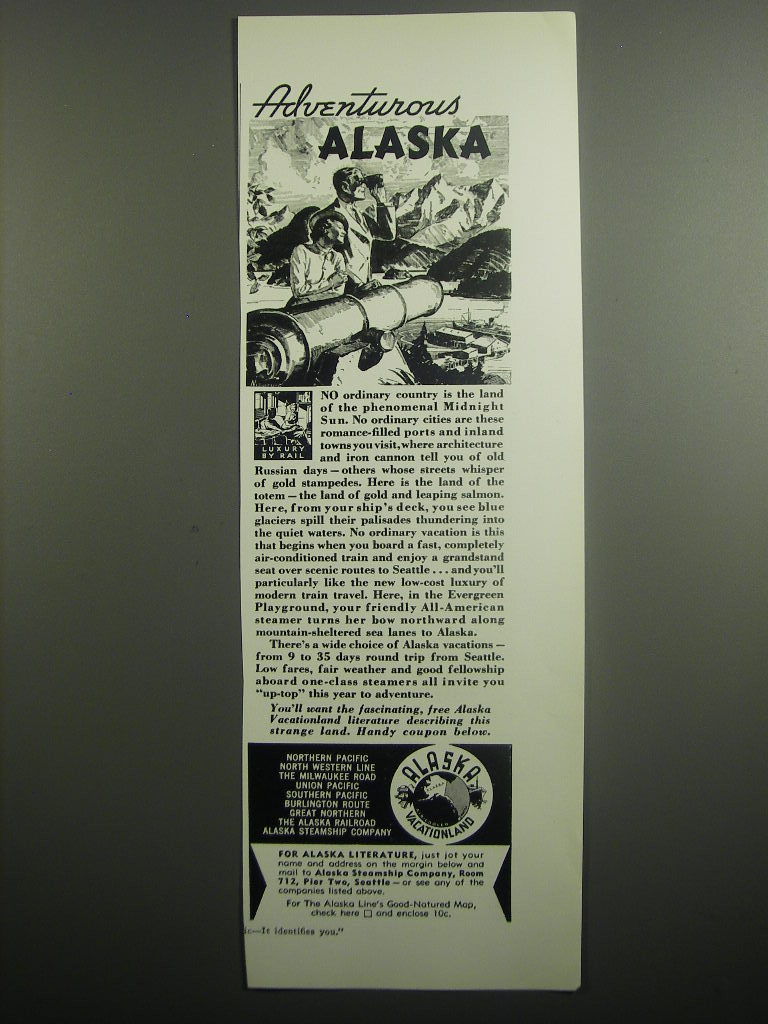 Adventurous
ALASKA
LUXURY
BY RAIL
NO ordinary country is the land
of the phenomenal Midnight
Sun. No ordinary cities are these
romance-filled ports and inland
towns you visit, where architecture
and iron cannon tell you of old
Russian days — others whose streets whisper
of gold stampedes. Here is the land of the
totem — the land of gold and leaping salmon.
Here, from your ship's deck, you see blue
glaciers spill their palisades thundering into
the quiet waters. No ordinary vacation is this
that begins when you board a fast, completely
air-conditioned train and enjoy a grandstand
seat over scenic routes to Seattle . . . and you'll
particularly like the new low-cost luxury of
modern train travel. Here, in the Evergreen
Playground, your friendly All-American
steamer turns her bow northward along
mountain-sheltered sea lanes to Alaska.
There's a wide choice of Alaska vacations —
from 9 to 35 days round trip from Seattle.
Low fares, fair weather and good fellowship
aboard one-class steamers all invite you
"up-top" this year to adventure.
You'll want the fascinating, free Alaska
Vacationland literature describing this
strange land. Handy coupon below.
NORTHERN PACIFIC
NORTH WESTERN LINE
THE MILWAUKEE ROAD
UNION PACIFIC
SOUTHERN PACIFIC
BURLINGTON ROUTE
GREAT NORTHERN
THE ALASKA RAILROAD
ALASKA STEAMSHIP COMPANY
ALASKA
ALASKA
VACATIONLAND
FOR ALASKA LITERATURE, just jot your
name and address on the margin below and
mail to Alaska Steamship Company, Room
712, Pier Two, Seattle — or see any of the
companies listed above.
For The Alaska Line's Good-Natured Map,
check here □ and enclose 10c.
ic—It identifies you."